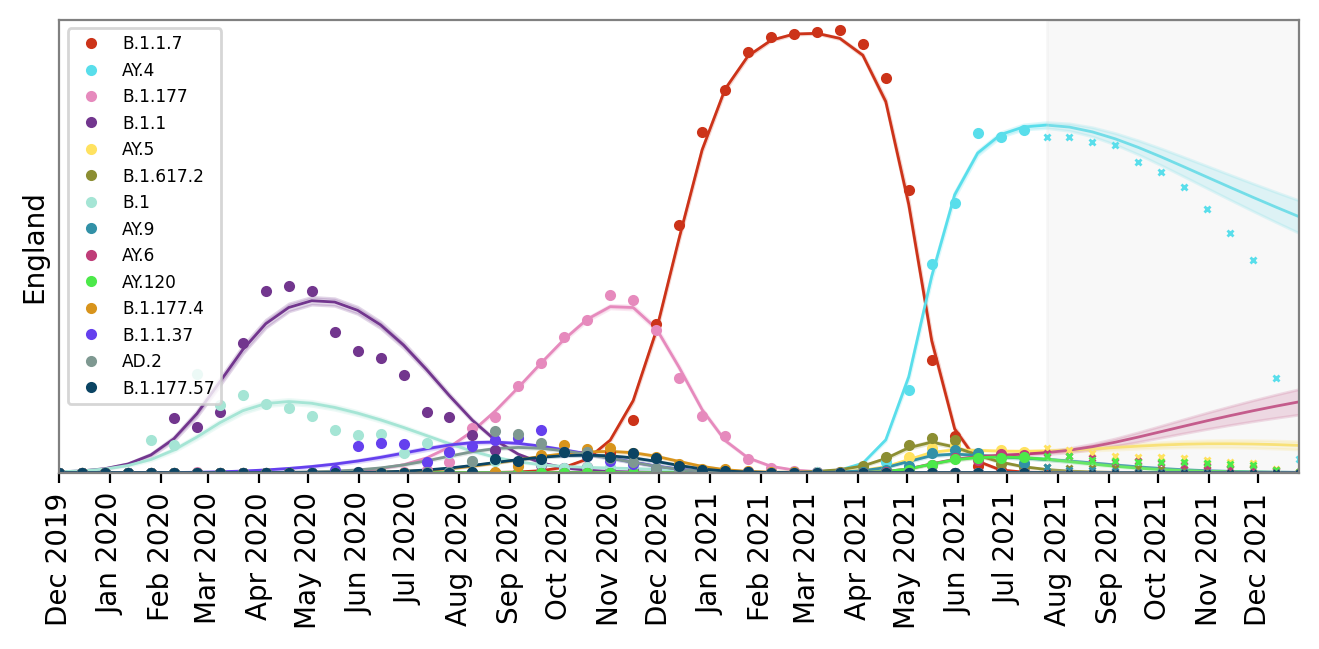 B.1.1.7
AY.4
B.1.177
B.1.1
AY.5
B.1.617.2
B.1
AY.9
AY.6
AY.120
B.1.177.4
B.1.1.37
AD.2
B.1.177.57
England
Dec 2019
Jan 2020
Feb 2020
Mar 2020
Apr 2020
May 2020
Jun 2020
Jul 2020
Aug 2020
Sep 2020
Oct 2020
Nov 2020
Dec 2020
Jan 2021
Feb 2021
Mar 2021
Apr 2021
May 2021
Jun 2021
Jul 2021
Aug 2021
Sep 2021
Oct 2021
Nov 2021
Dec 2021